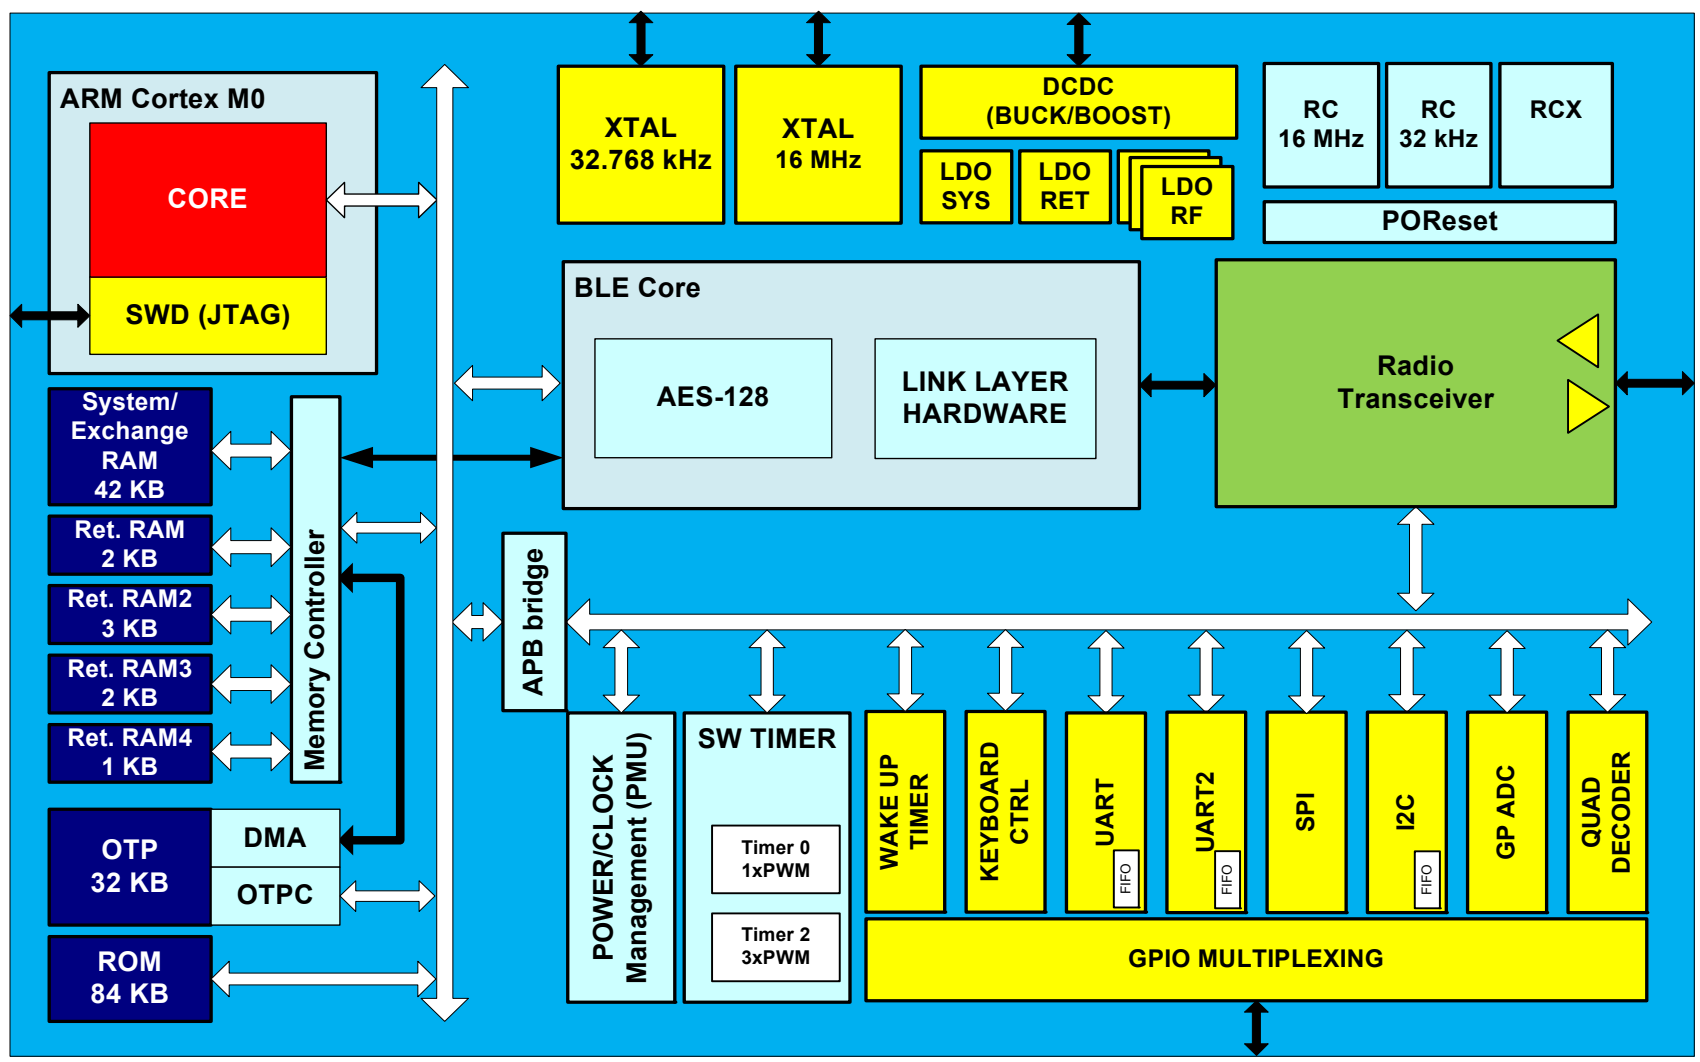 ARM Cortex M0
CORE
SWD (JTAG)
XTAL
32.768 kHz
XTAL
16 MHz
DCDC
(BUCK/BOOST)
LDO
SYS
LDO
RET
LDO
RF
RC
16 MHz
RC
32 kHz
RCX
POReset
BLE Core
AES-128
LINK LAYER
HARDWARE
Radio
Transceiver
System/
Exchange
RAM
42 KB
Ret. RAM
2 KB
Ret. RAM2
3 KB
Ret. RAM3
2 KB
Ret. RAM4
1 KB
Memory Controller
OTP
32 KB
DMA
OTPC
ROM
84 KB
APB bridge
POWER/CLOCK
Management (PMU)
SW TIMER
Timer 0
1xPWM
Timer 2
3xPWM
WAKE UP
TIMER
KEYBOARD
CTRL
UART
FIFO
UART2
FIFO
SPI
I2C
FIFO
GP ADC
QUAD
DECODER
GPIO MULTIPLEXING